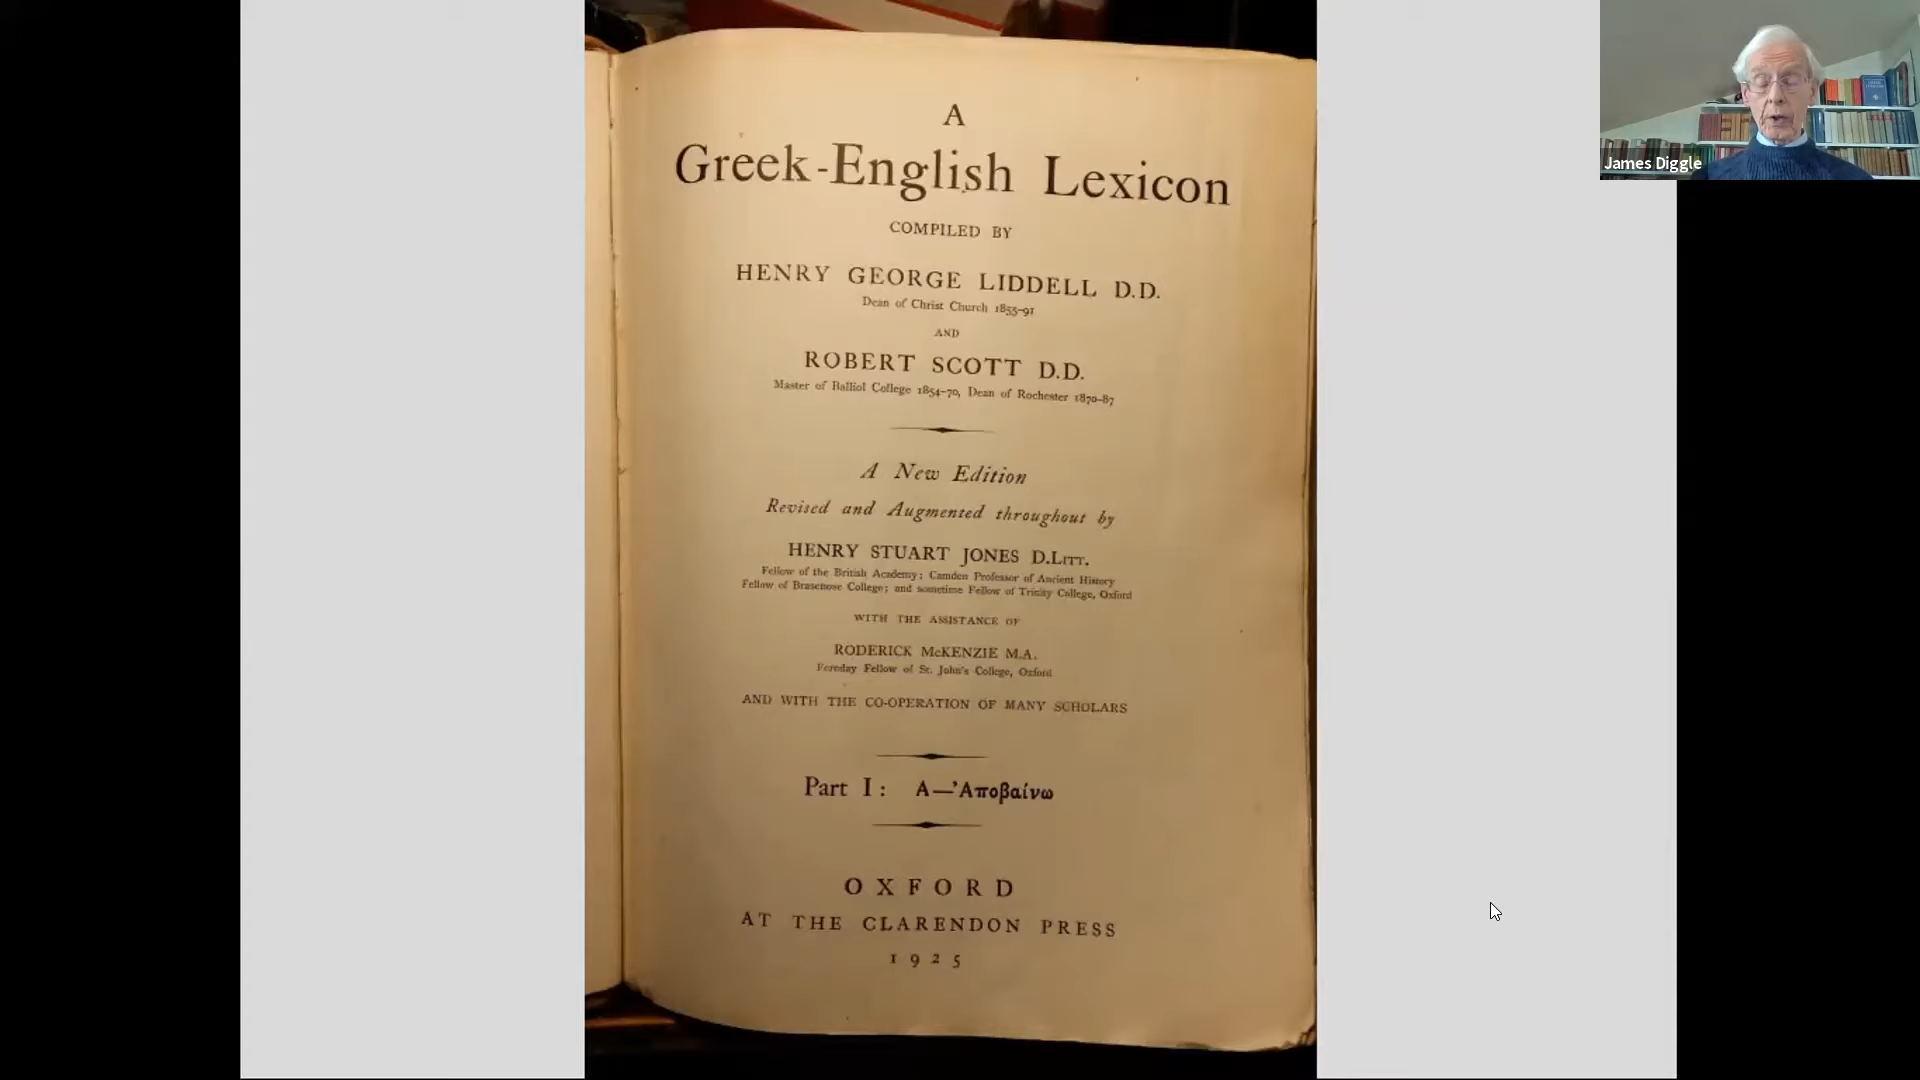 A
Greek-English Lexicon
COMPILED BY
HENRY GEORGE LIDDELL D.D.
Dean of Christ Church 1855–91
AND
ROBERT SCOTT D.D.
Master of Balliol College 1854–70, Dean of Rochester 1870–87
A New Edition
Revised and Augmented throughout by
HENRY STUART JONES D.LITT.
Fellow of the British Academy; Camden Professor of Ancient History
Fellow of Brasenose College; and sometime Fellow of Trinity College, Oxford
WITH THE ASSISTANCE OF
RODERICK McKENZIE M.A.
Fereday Fellow of St. John's College, Oxford
AND WITH THE CO-OPERATION OF MANY SCHOLARS
Part I: Α—Ἀποβαίνω
OXFORD
AT THE CLARENDON PRESS
1925
James Diggle